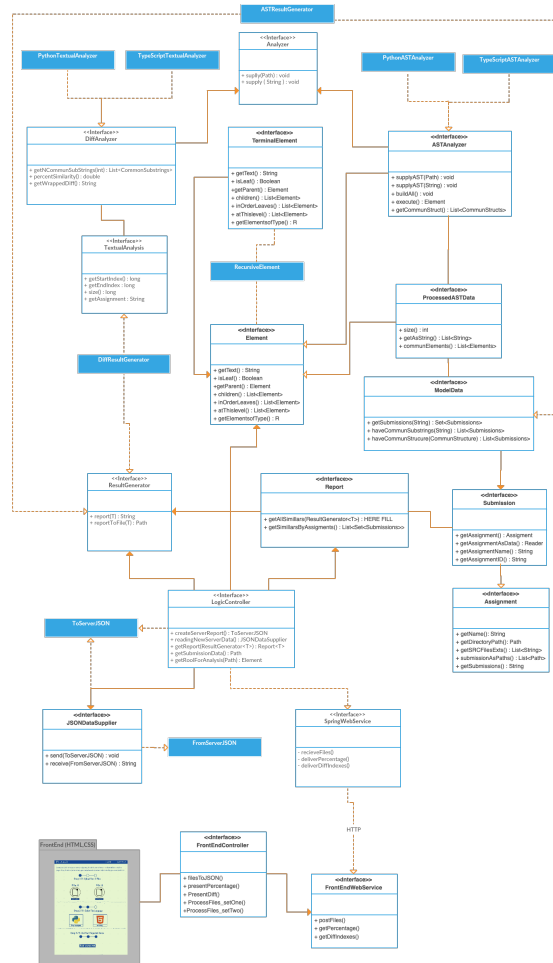 ASTResultGenerator
<<Interface>>
Analyzer
+ suplly(Path) : void
+ supply ( String ) : void
PythonTextualAnalyzer
TypeScriptTextualAnalyzer
PythonASTAnalyzer
TypeScriptASTAnalyzer
<<Interface>>
DiffAnalyzer
+ getNCommunSubStrings(int) : List<CommonSubstrings>
+ percentSimilarity() : double
+ getWrappedDiff() : String
<<Interface>>
TerminalElement
+ getText() : String
+ isLeaf() : Boolean
+getParent() : Element
+ children() : List<Element>
+ inOrderLeaves() : List<Element>
+ atThislevel() : List<Element>
+ getElementsofType() : R
<<Interface>>
ASTAnalyzer
+ supplyAST(Path) : void
+ supplyAST(String) : void
+ buildAll() : void
+ execute() : Element
+ getCommunStruct() : List<CommunStructs>
<<Interface>>
TextualAnalysis
+ getStartIndex() : long
+ getEndIndex : long
+ size() : long
+ getAssignment : String
RecursiveElement
<<Interface>>
ProcessedASTData
+ size() : int
+ getAsString() : List<String>
+ communElements() : List<Elements>
<<Interface>>
Element
+ getText() : String
+ isLeaf() : Boolean
+getParent() : Element
+ children() : List<Element>
+ inOrderLeaves() : List<Element>
+ atThislevel() : List<Element>
+ getElementsofType() : R
DiffResultGenerator
<<Interface>>
ModelData
+ getSubmissions(String) : Set<Submissions>
+ haveCommunSubstrings(String) : List<Submissions>
+ haveCommunStrucure(CommunStructure) : List<Submissions>
<<Interface>>
ResultGenerator
+ report(T) : String
+ reportToFile(T) : Path
<<Interface>>
Report
+ getAllSimiliars(ResultGenerator<T>) : HERE FILL
+ getSimiliarsByAssigments() : List<Set<Submissions>>
<<Interface>>
Submission
+ getAssignment() : Assigment
+ getAssignmentAsData() : Reader
+ getAssignmentName() : String
+ getAssignmentID() : String
<<Interface>>
LogicController
+ createServerReport() : ToServerJSON
+ readingNewServerData() : JSONDataSupplier
+ getReport(ResultGenerator<T>) : Report<T>
+ getSubmissionData() : Path
+ getRootForAnalysis(Path) : Element
<<Interface>>
Assignment
+ getName(): String
+ getDirectoryPath(): Path
+ getSRCFilesExts() : List<String>
+ submissionAsPaths() : List<Path>
+ getSubmissions() : String
ToServerJSON
<<Interface>>
JSONDataSupplier
+ send(ToServerJSON) : void
+ receive(FromServerJSON) : String
FromServerJSON
<<Interface>>
SpringWebService
- recieveFiles()
- deliverPercentage()
- deliverDiffIndexes()
HTTP
FrontEnd (HTML,CSS)
<<Interface>>
FrontEndController
+ filesToJSON()
+ presentPercentage()
+ PresentDiff()
+ ProcessFiles_setOne()
+ProcessFiles_setTwo()
<<Interface>>
FrontEndWebService
+ postFiles()
+ getPercentage()
+ getDiffIndexes()